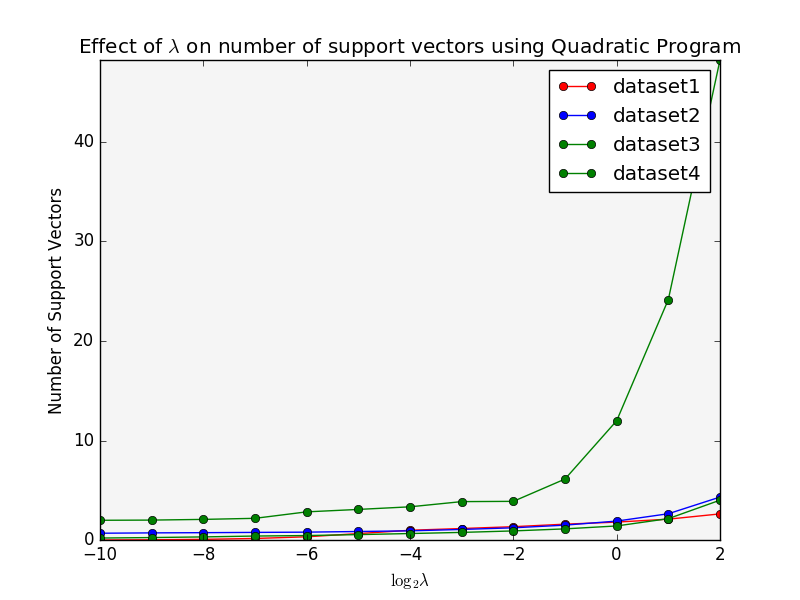 Effect of λ on number of support vectors using Quadratic Program
dataset1
dataset2
dataset3
dataset4
Number of Support Vectors
40
30
20
10
0
−10 −8 −6 −4 −2 0 2
log₂λ